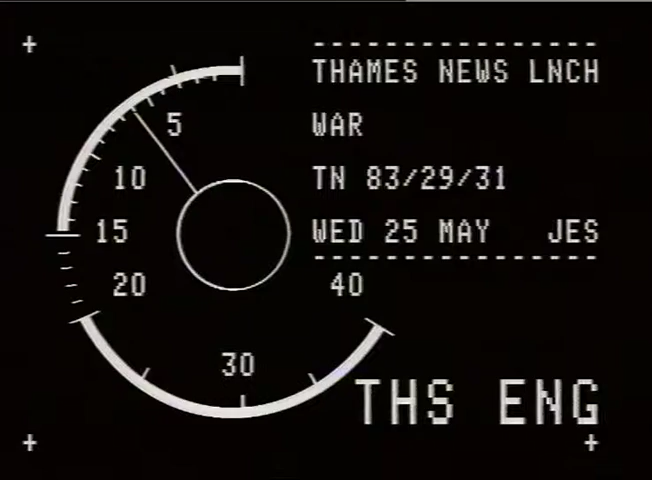 THAMES NEWS LNCH
WAR
TN 83/29/31
WED 25 MAY JES
5
10
15
20
30
40
THS ENG